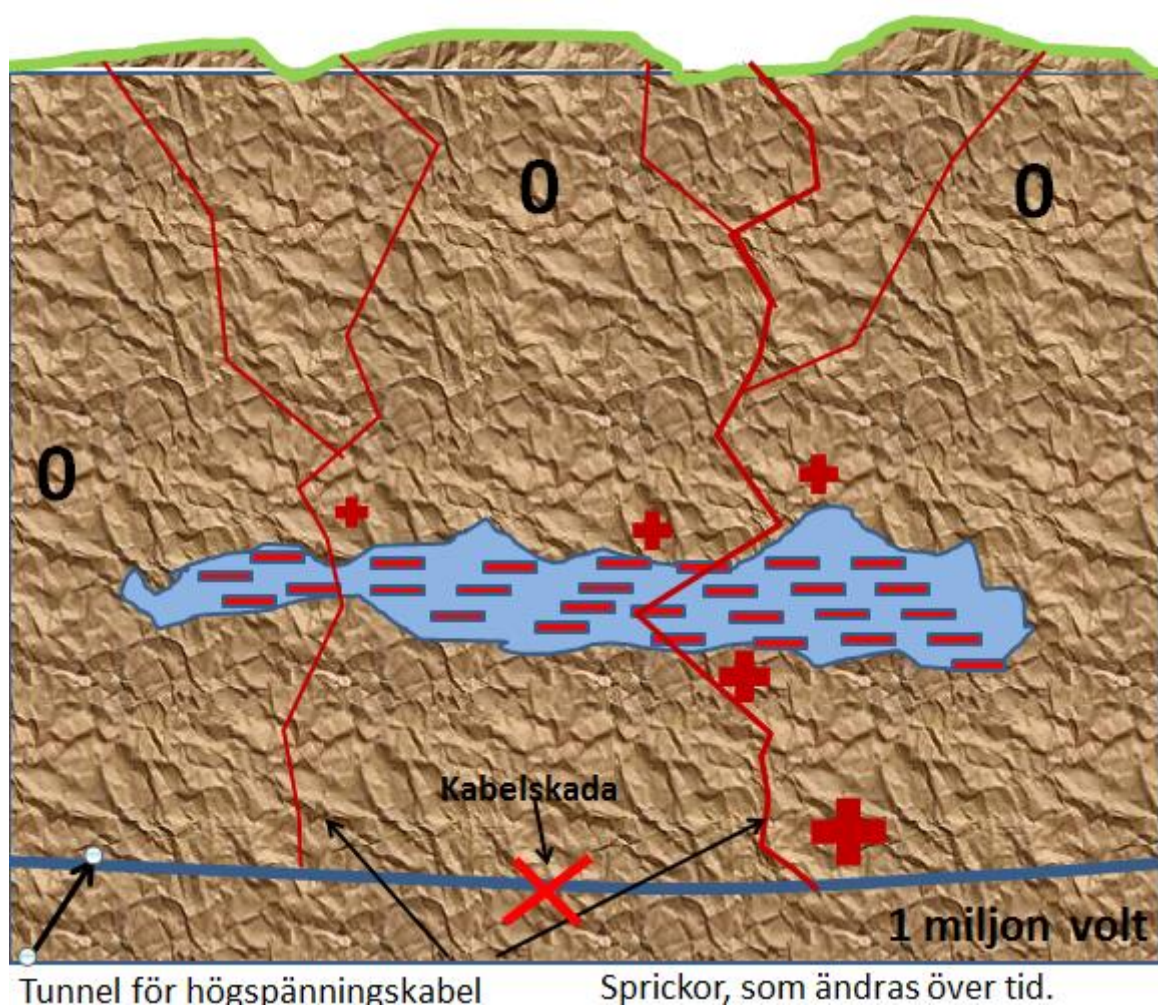 0
0
0
Kabelskada
1 miljon volt
Tunnel för högspänningskabel
Sprickor, som ändras över tid.